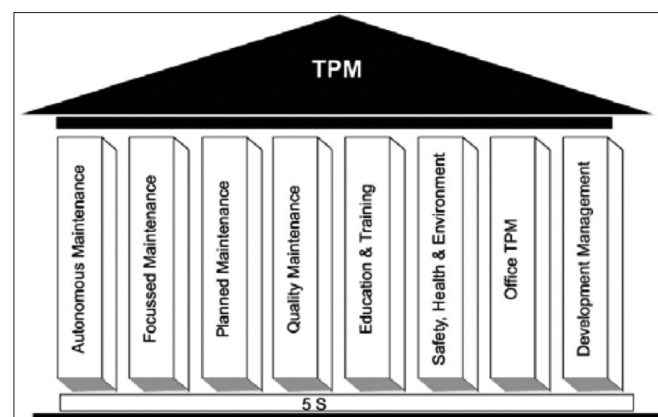 TPM
Autonomous Maintenance
Focussed Maintenance
Planned Maintenance
Quality Maintenance
Education & Training
Safety, Health & Environment
Office TPM
Development Management
5 S